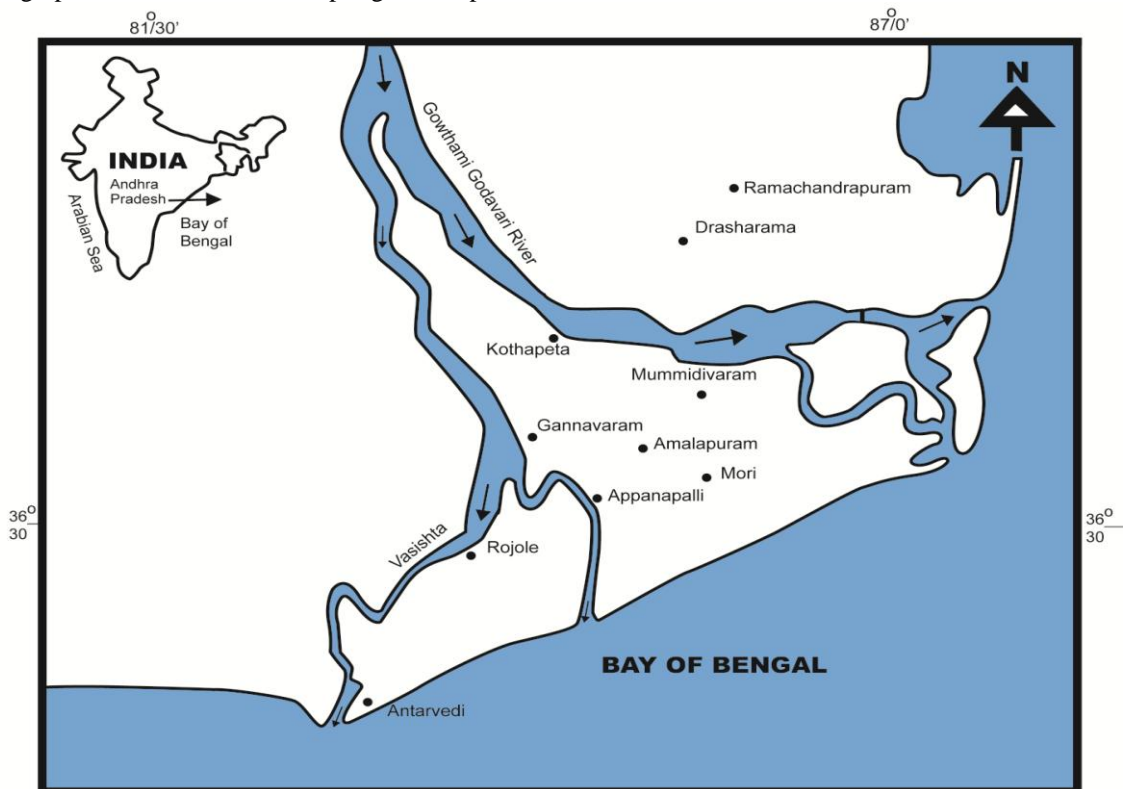 81/30'
o
87/0'
o
N
INDIA
Andhra
Pradesh
Arabian Sea
Bay of
Bengal
Gowthami Godavari River
Ramachandrapuram
Drasharama
Kothapeta
Mummidivaram
Gannavaram
Amalapuram
Mori
Appanapalli
36 o
30
36 o
30
Vasishta
Rojole
BAY OF BENGAL
Antarvedi